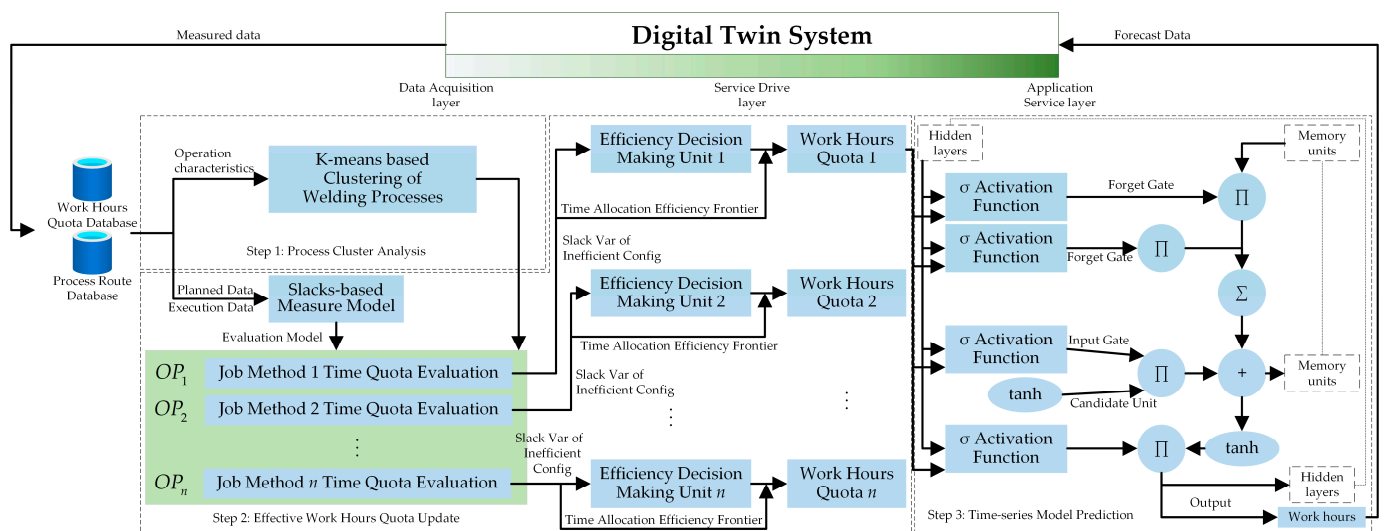 Digital Twin System
Measured data
Forecast Data
Data Acquisition
layer
Service Drive
layer
Application
Service layer
Work Hours
Quota Database
Process Route
Database
Operation
characteristics
K-means based
Clustering of
Welding Processes
Step 1: Process Cluster Analysis
Planned Data
Execution Data
Slacks-based
Measure Model
Evaluation Model
OP1
Job Method 1 Time Quota Evaluation
OP2
Job Method 2 Time Quota Evaluation
⋮
OPn
Job Method n Time Quota Evaluation
Step 2: Effective Work Hours Quota Update
Efficiency Decision
Making Unit 1
Work Hours
Quota 1
Time Allocation Efficiency Frontier
Slack Var of
Inefficient Config
Efficiency Decision
Making Unit 2
Work Hours
Quota 2
Time Allocation Efficiency Frontier
Slack Var of
Inefficient Config
⋮
⋮
Slack Var of
Inefficient
Config
Efficiency Decision
Making Unit n
Work Hours
Quota n
Time Allocation Efficiency Frontier
Hidden
layers
Memory
units
σ Activation
Function
Forget Gate
∏
σ Activation
Function
Forget Gate
∏
∑
σ Activation
Function
Input Gate
∏
+
Memory
units
tanh
Candidate Unit
σ Activation
Function
∏
tanh
Hidden
layers
Output
Work hours
Step 3: Time-series Model Prediction